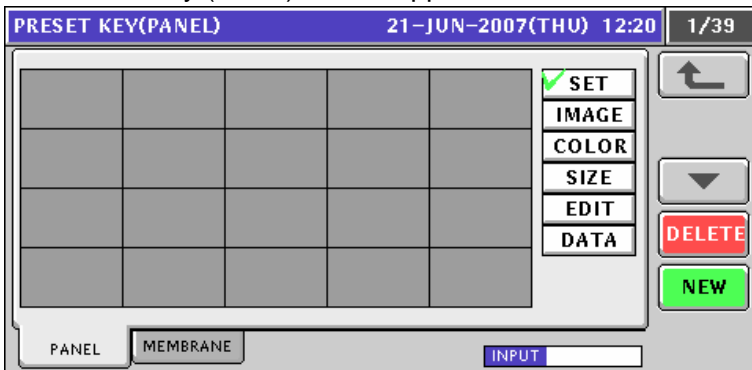 PRESET KEY(PANEL) 21-JUN-2007(THU) 12:20 1/39
SET
IMAGE
COLOR
SIZE
EDIT
DATA
DELETE
NEW
PANEL MEMBRANE
INPUT